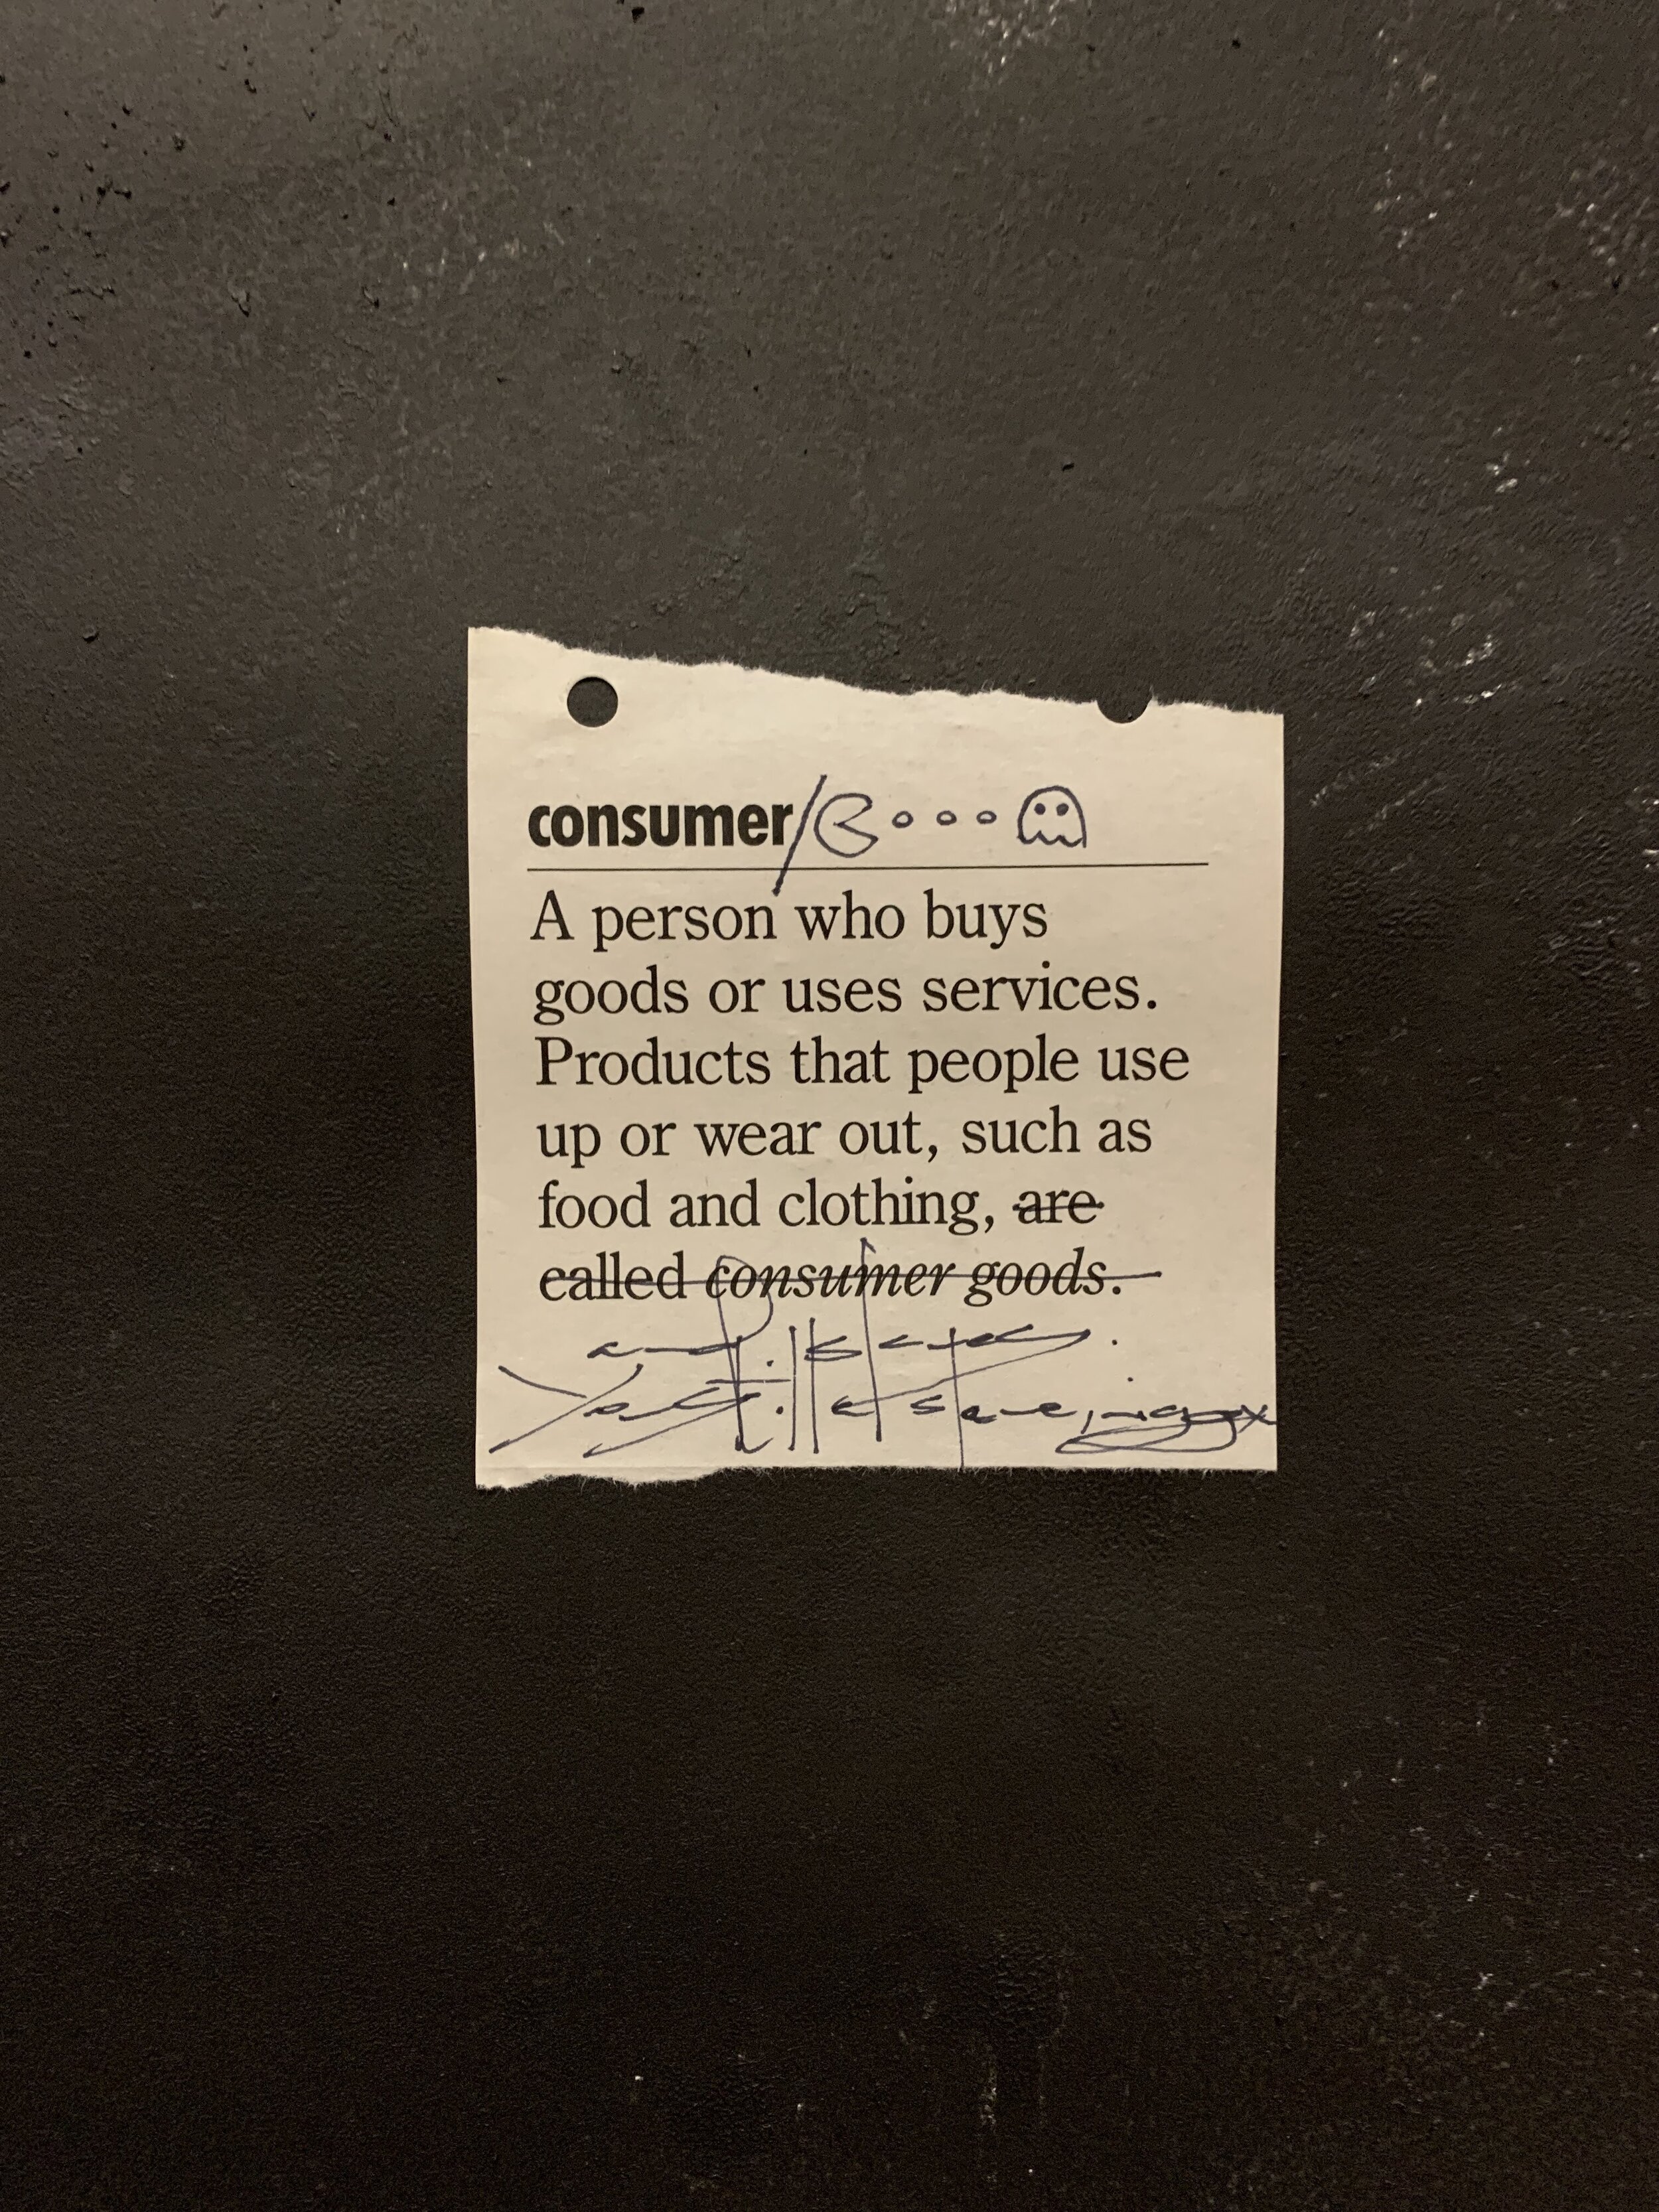 consumer/
A person who buys
goods or uses services.
Products that people use
up or wear out, such as
food and clothing, are
called consumer goods.